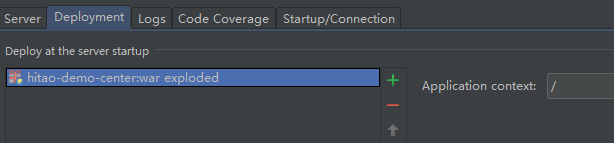 Server Deployment Logs Code Coverage Startup/Connection
Deploy at the server startup
hitao-demo-center:war exploded
Application context: /